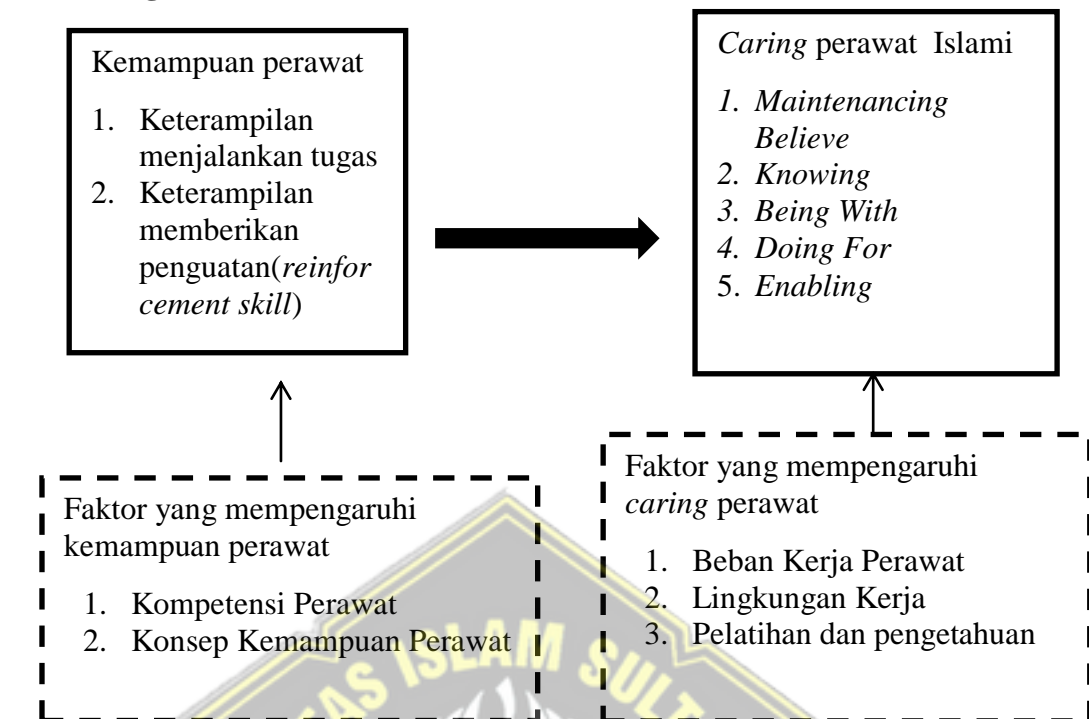 Kemampuan perawat
1. Keterampilan
menjalankan tugas
2. Keterampilan
memberikan
penguatan(reinfor
cement skill)
Caring perawat Islami
1. Maintenancing
Believe
2. Knowing
3. Being With
4. Doing For
5. Enabling
Faktor yang mempengaruhi
kemampuan perawat
1. Kompetensi Perawat
2. Konsep Kemampuan Perawat
Faktor yang mempengaruhi
caring perawat
1. Beban Kerja Perawat
2. Lingkungan Kerja
3. Pelatihan dan pengetahuan
ISLAM